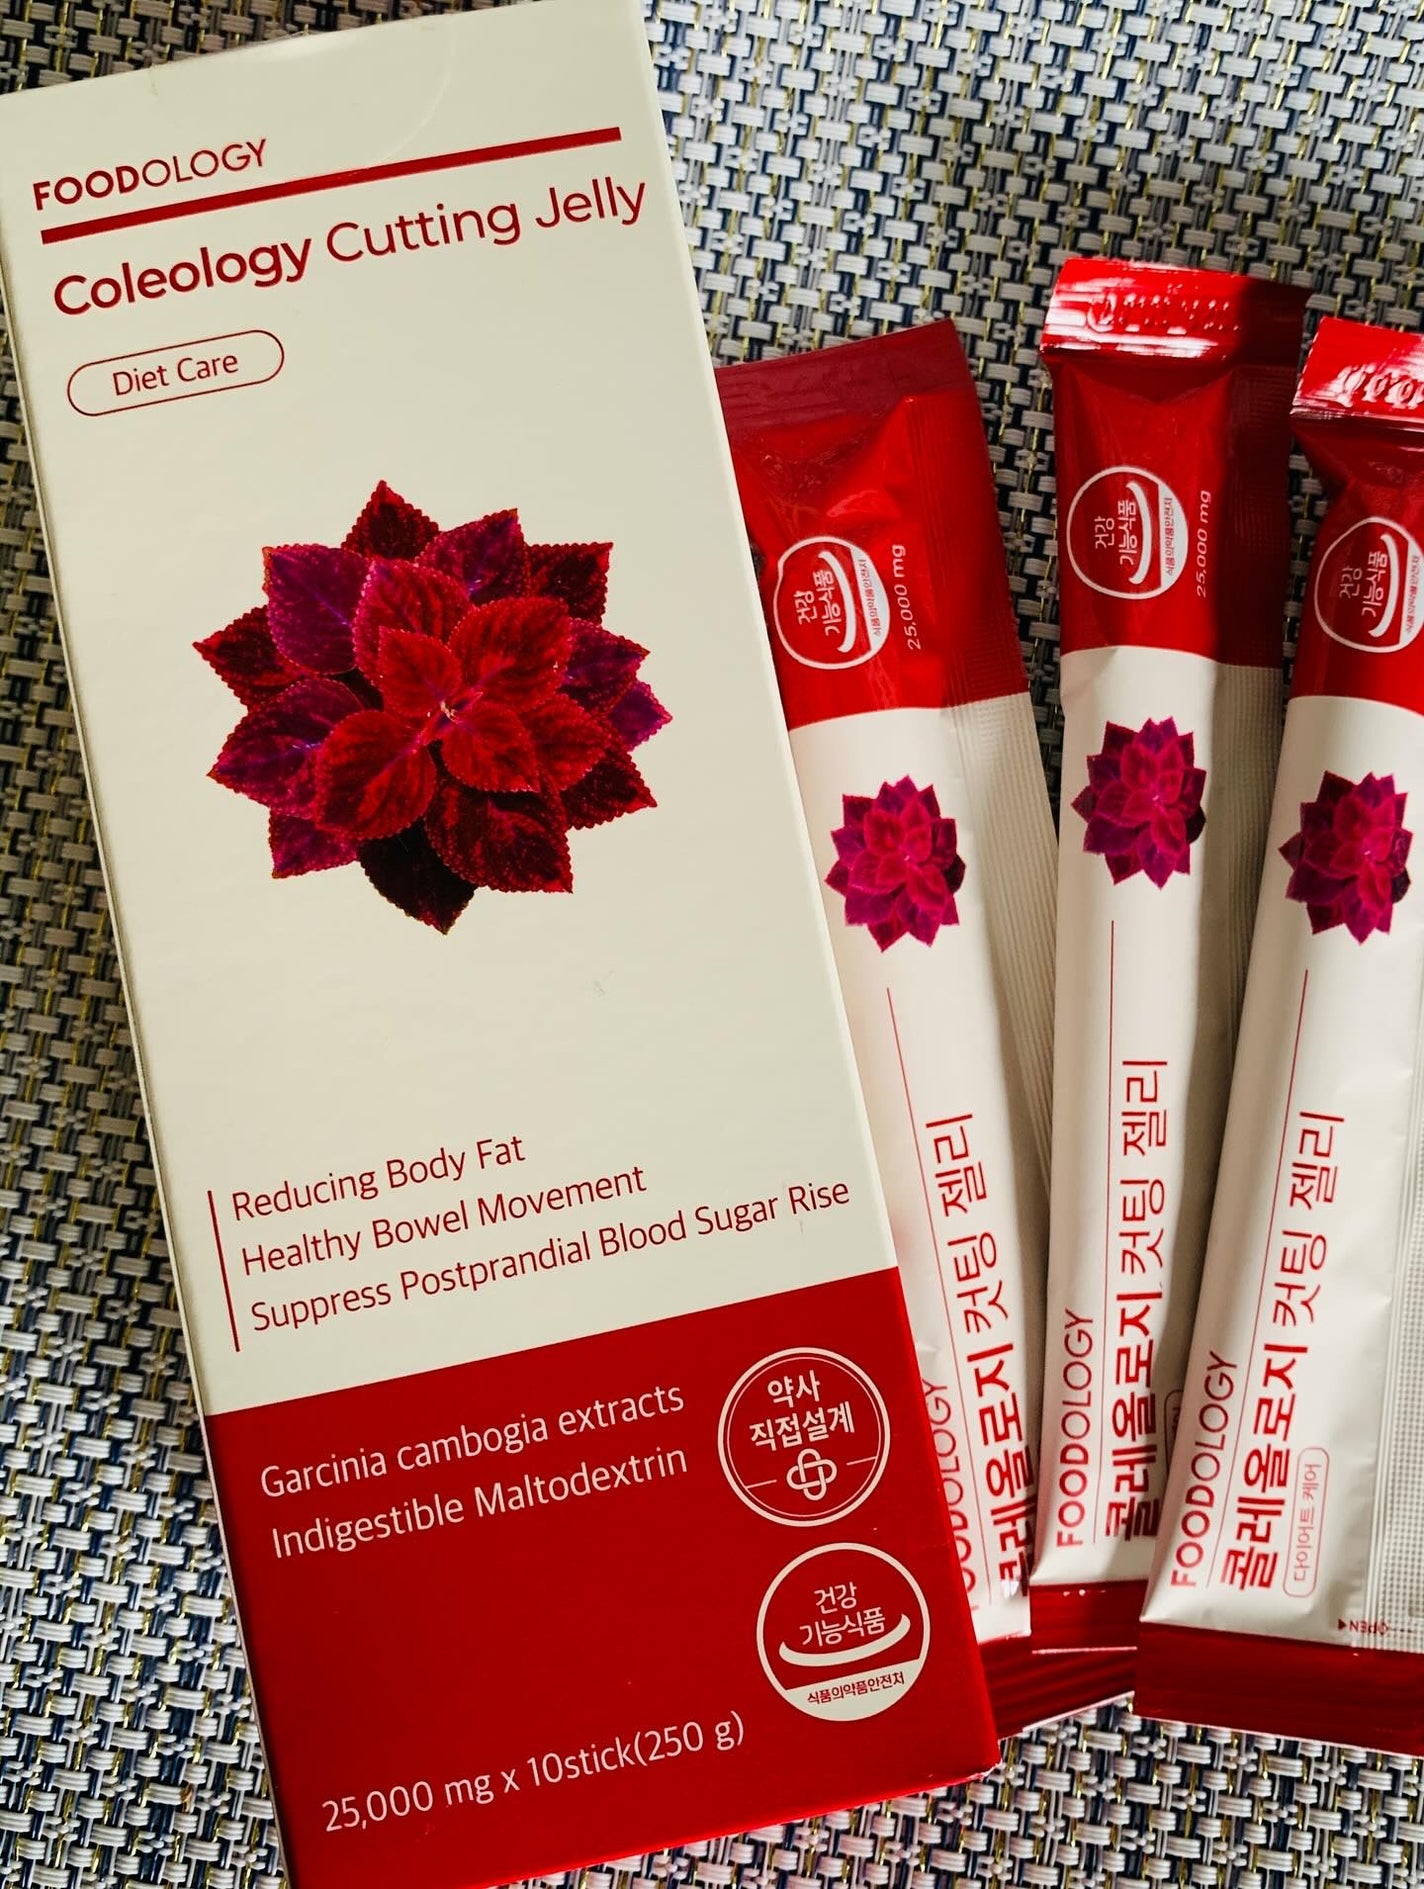 FOODOLOGY
Coleology Cutting Jelly
Diet Care
Reducing Body Fat
Healthy Bowel Movement
Suppress Postprandial Blood Sugar Rise
Garcinia cambogia extracts
Indigestible Maltodextrin
약사
직접설계
건강
기능식품
식품의약품안전처
25,000 mg x 10stick(250 g)
건강
기능식품
식품의약품안전처
25,000 mg
FOODOLOGY
콜레올로지 컷팅 젤리
건강
기능식품
식품의약품안전처
25,000 mg
FOODOLOGY
콜레올로지 컷팅 젤리
건강
기능식품
식품의약품안전처
FOODOLOGY
콜레올로지 컷팅 젤리
다이어트 케어
OPEN